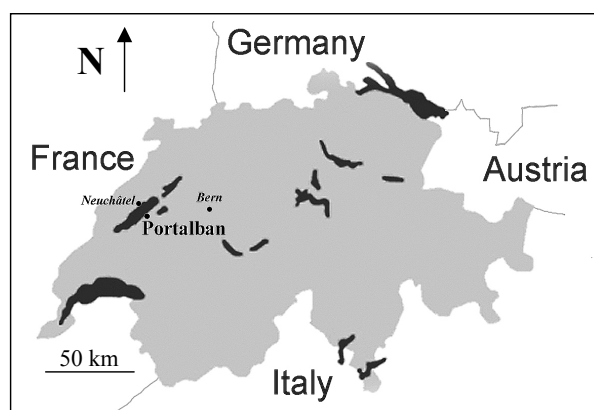 Germany
N
France
Austria
Neuchâtel
Bern
Portalban
50 km
Italy